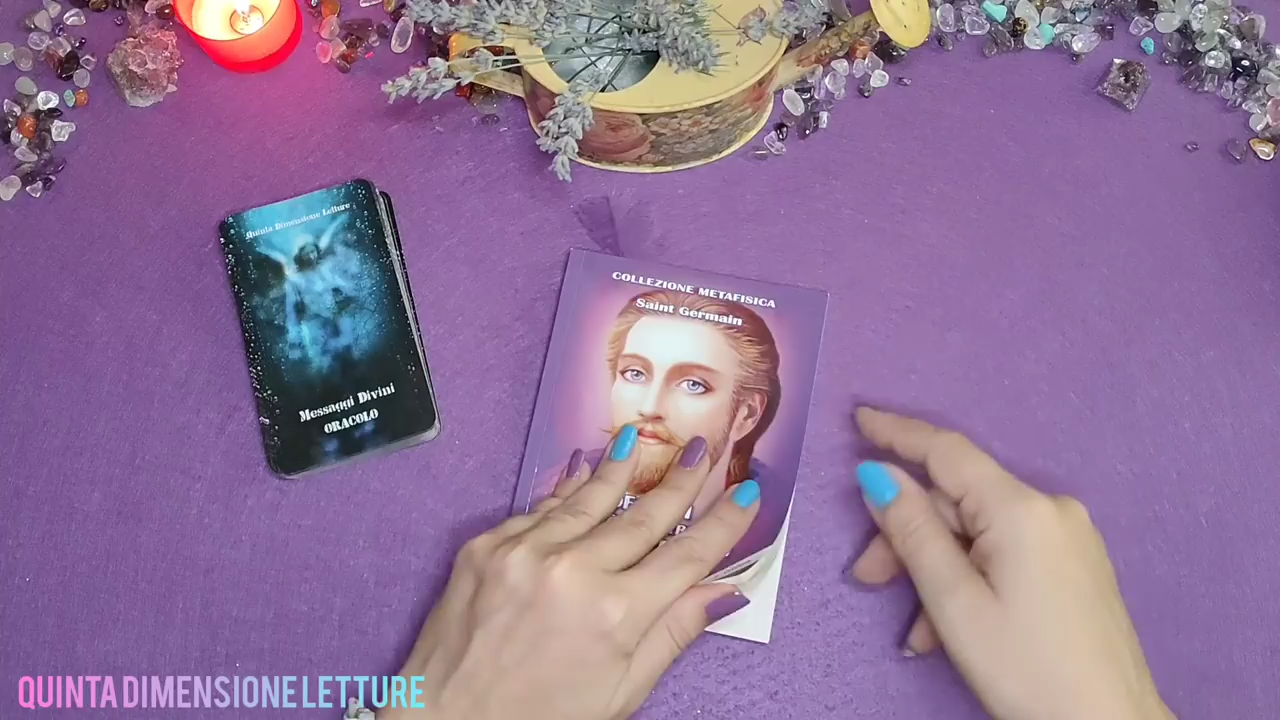 Quinta Dimensione Letture
Messaggi Divini
ORACOLO
COLLEZIONE METAFISICA
Saint Germain
QUINTA DIMENSIONE LETTURE